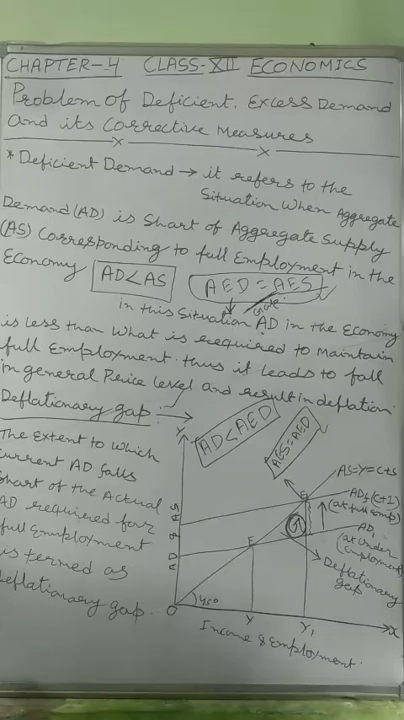 CHAPTER-4 CLASS-XII ECONOMICS
Problem of Deficient, Excess Demand
and its Corrective Measures
* Deficient Demand → it refers to the
Situation When Aggregate
Demand (AD) is Short of Aggregate Supply
(AS) Corresponding to full Employment in the
Economy AD<AS AED=AES
in this Situation AD in the Economy
is less than What is required to Maintain
full Employment. thus it leads to fall
in general Price level and result in deflation
Deflationary gap :- →
The Extent to Which
Current AD falls
Short of the Actual
AD required for
full Employment
is termed as
Deflationary gap.
AD<AED
AES=AED
AS=Y=C+S
AD (C+I)
(at full Emp)
AD1
(at Under
Employment)
Deflationary
gap
G
E
Y
AD & AS
O
45°
Y
Y1
X
Income & Employment